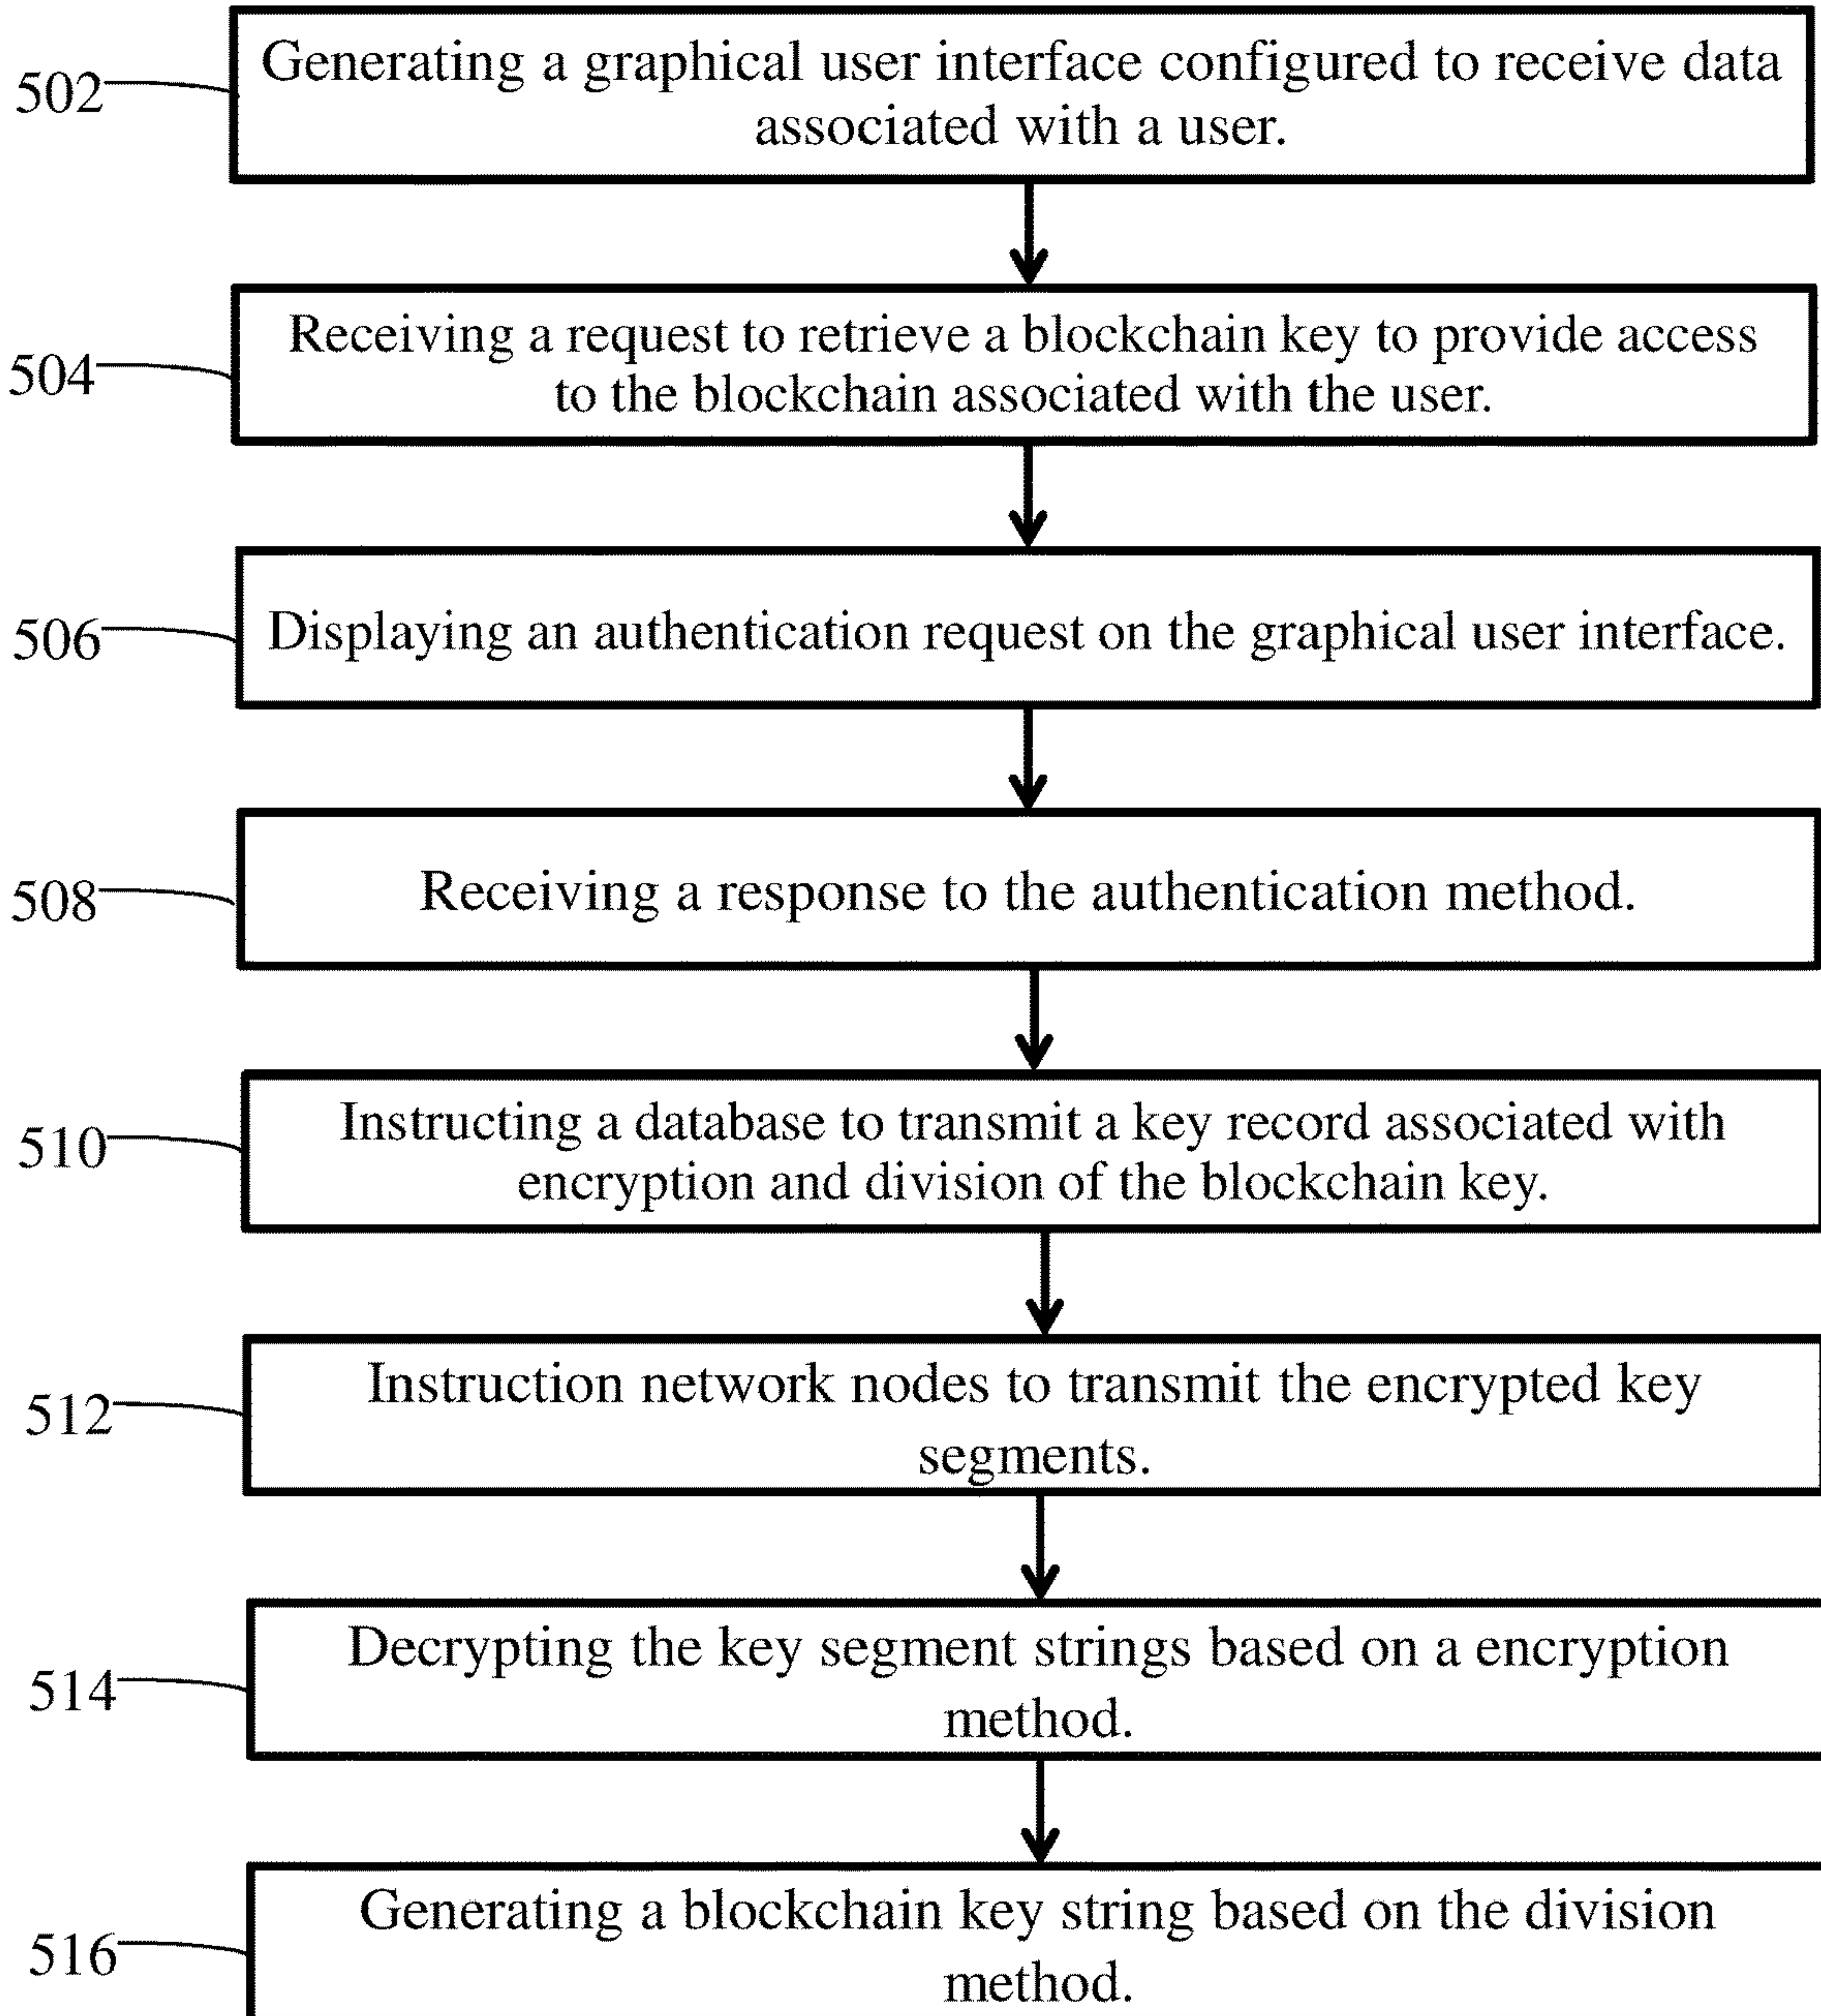 502
Generating a graphical user interface configured to receive data
associated with a user.
504
Receiving a request to retrieve a blockchain key to provide access
to the blockchain associated with the user.
506
Displaying an authentication request on the graphical user interface.
508
Receiving a response to the authentication method.
510
Instructing a database to transmit a key record associated with
encryption and division of the blockchain key.
512
Instruction network nodes to transmit the encrypted key
segments.
514
Decrypting the key segment strings based on a encryption
method.
516
Generating a blockchain key string based on the division
method.